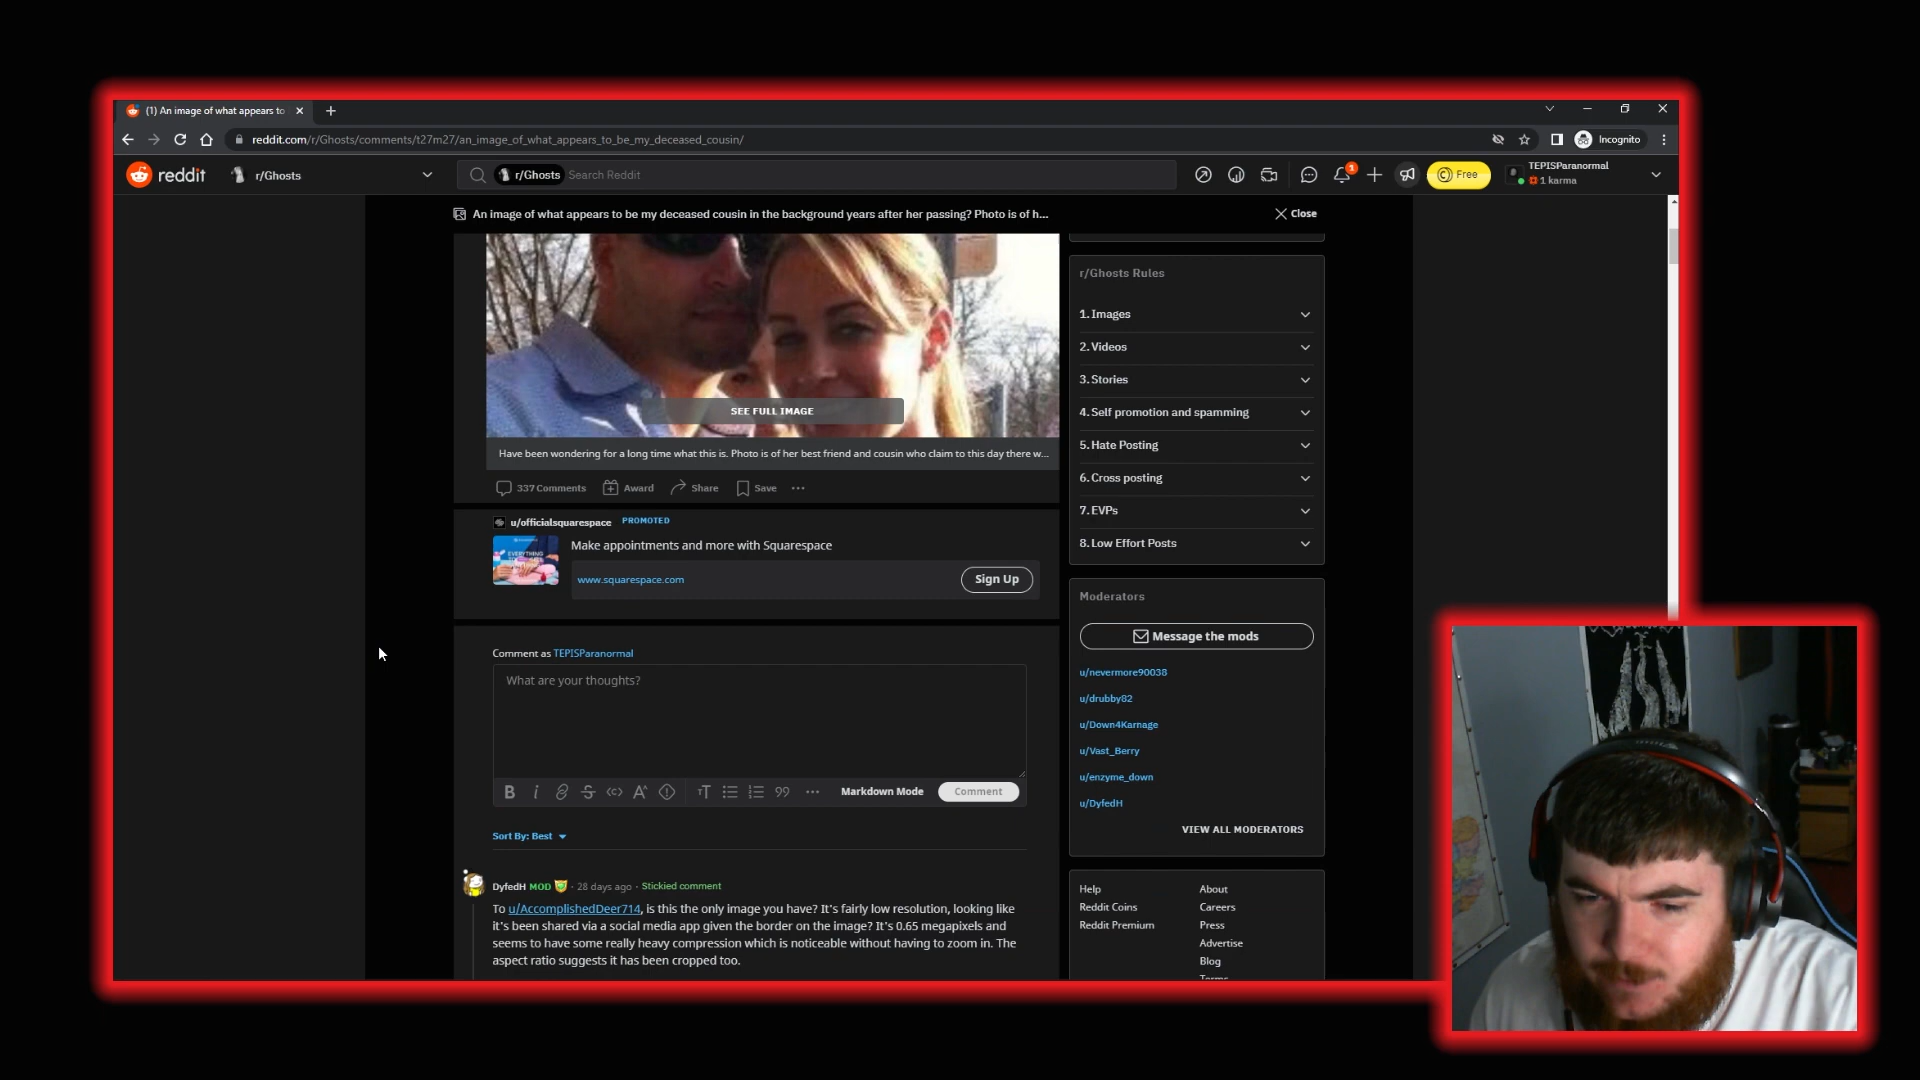 (1) An image of what appears to
reddit.com/r/Ghosts/comments/t27m27/an_image_of_what_appears_to_be_my_deceased_cousin/
Incognito
reddit
r/Ghosts
r/Ghosts Search Reddit
1
Free
TEPISParanormal
1 karma
An image of what appears to be my deceased cousin in the background years after her passing? Photo is of h...
Close
SEE FULL IMAGE
Have been wondering for a long time what this is. Photo is of her best friend and cousin who claim to this day there w...
337 Comments
Award
Share
Save
u/officialsquarespace PROMOTED
Make appointments and more with Squarespace
www.squarespace.com
Sign Up
Comment as TEPISParanormal
What are your thoughts?
Markdown Mode
Comment
Sort By: Best
DyfedH MOD · 28 days ago · Stickied comment
To u/AccomplishedDeer714, is this the only image you have? It's fairly low resolution, looking like
it's been shared via a social media app given the border on the image? It's 0.65 megapixels and
seems to have some really heavy compression which is noticeable without having to zoom in. The
aspect ratio suggests it has been cropped too.
r/Ghosts Rules
1. Images
2. Videos
3. Stories
4. Self promotion and spamming
5. Hate Posting
6. Cross posting
7. EVPs
8. Low Effort Posts
Moderators
Message the mods
u/nevermore90038
u/drubby82
u/Down4Karnage
u/Vast_Berry
u/enzyme_down
u/DyfedH
VIEW ALL MODERATORS
Help
Reddit Coins
Reddit Premium
About
Careers
Press
Advertise
Blog
Terms